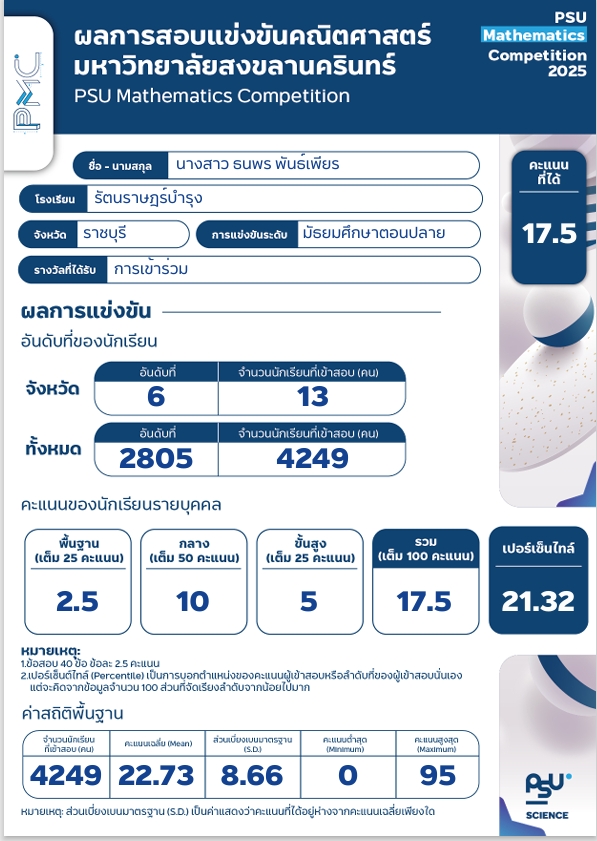 PMC
ผลการสอบแข่งขันคณิตศาสตร์
มหาวิทยาลัยสงขลานครินทร์
PSU Mathematics Competition
PSU
Mathematics
Competition
2025
ชื่อ - นามสกุล นางสาว ธนพร พันธ์เพียร
โรงเรียน รัตนราษฎร์บำรุง
จังหวัด ราชบุรี การแข่งขันระดับ มัธยมศึกษาตอนปลาย
รางวัลที่ได้รับ การเข้าร่วม
คะแนน
ที่ได้
17.5
ผลการแข่งขัน
อันดับที่ของนักเรียน
จังหวัด
อันดับที่ จำนวนนักเรียนที่เข้าสอบ (คน)
6 13
ทั้งหมด
อันดับที่ จำนวนนักเรียนที่เข้าสอบ (คน)
2805 4249
คะแนนของนักเรียนรายบุคคล
พื้นฐาน
(เต็ม 25 คะแนน)
2.5
กลาง
(เต็ม 50 คะแนน)
10
ขั้นสูง
(เต็ม 25 คะแนน)
5
รวม
(เต็ม 100 คะแนน)
17.5
เปอร์เซ็นไทล์
21.32
หมายเหตุ:
1.ข้อสอบ 40 ข้อ ข้อละ 2.5 คะแนน
2.เปอร์เซ็นต์ไทล์ (Percentile) เป็นการบอกตำแหน่งของคะแนนผู้เข้าสอบหรือลำดับที่ของผู้เข้าสอบนั่นเอง
แต่จะคิดจากข้อมูลจำนวน 100 ส่วนที่จัดเรียงลำดับจากน้อยไปมาก
ค่าสถิติพื้นฐาน
จำนวนนักเรียน
ที่เข้าสอบ (คน)
4249
คะแนนเฉลี่ย (Mean)
22.73
ส่วนเบี่ยงเบนมาตรฐาน
(S.D.)
8.66
คะแนนต่ำสุด
(Minimum)
0
คะแนนสูงสุด
(Maximum)
95
หมายเหตุ: ส่วนเบี่ยงเบนมาตรฐาน (S.D.) เป็นค่าแสดงว่าคะแนนที่ได้อยู่ห่างจากคะแนนเฉลี่ยเพียงใด
PSU
SCIENCE